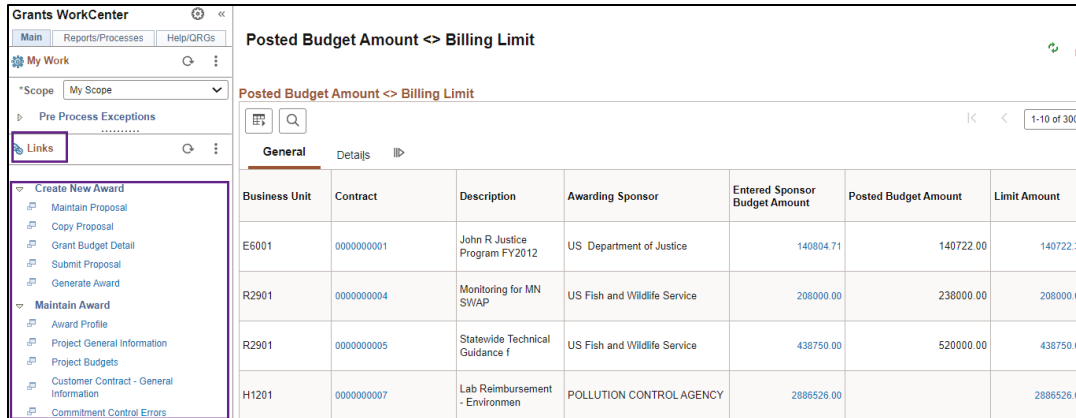 Grants WorkCenter
«
Main Reports/Processes Help/QRGs
My Work
*Scope My Scope
Pre Process Exceptions
Links
Create New Award
Maintain Proposal
Copy Proposal
Grant Budget Detail
Submit Proposal
Generate Award
Maintain Award
Award Profile
Project General Information
Project Budgets
Customer Contract - General
Information
Commitment Control Errors
Posted Budget Amount <> Billing Limit
Posted Budget Amount <> Billing Limit
1-10 of 300
General Details
Business Unit Contract Description Awarding Sponsor Entered Sponsor Budget Amount Posted Budget Amount Limit Amount
E6001 0000000001 John R Justice Program FY2012 US Department of Justice 140804.71 140722.00 140722.
R2901 0000000004 Monitoring for MN SWAP US Fish and Wildlife Service 208000.00 238000.00 208000.
R2901 0000000005 Statewide Technical Guidance f US Fish and Wildlife Service 438750.00 520000.00 438750.
H1201 0000000007 Lab Reimbursement - Environmen POLLUTION CONTROL AGENCY 2886526.00 2886526.